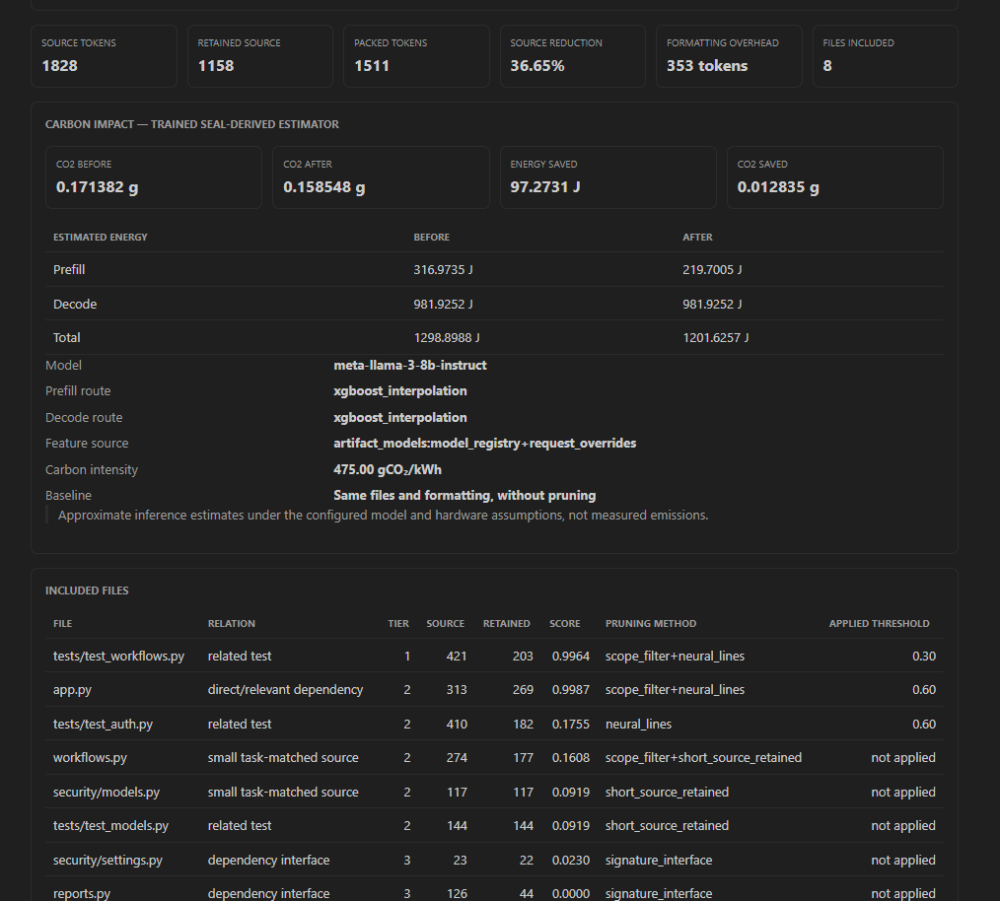 SOURCE TOKENS RETAINED SOURCE PACKED TOKENS SOURCE REDUCTION FORMATTING OVERHEAD FILES INCLUDED
1828 1158 1511 36.65% 353 tokens 8
CARBON IMPACT — TRAINED SEAL-DERIVED ESTIMATOR
CO2 BEFORE CO2 AFTER ENERGY SAVED CO2 SAVED
0.171382 g 0.158548 g 97.2731 J 0.012835 g
ESTIMATED ENERGY BEFORE AFTER
Prefill 316.9735 J 219.7005 J
Decode 981.9252 J 981.9252 J
Total 1298.8988 J 1201.6257 J
Model meta-llama-3-8b-instruct
Prefill route xgboost_interpolation
Decode route xgboost_interpolation
Feature source artifact_models:model_registry+request_overrides
Carbon intensity 475.00 gCO₂/kWh
Baseline Same files and formatting, without pruning
Approximate inference estimates under the configured model and hardware assumptions, not measured emissions.
INCLUDED FILES
FILE RELATION TIER SOURCE RETAINED SCORE PRUNING METHOD APPLIED THRESHOLD
tests/test_workflows.py related test 1 421 203 0.9964 scope_filter+neural_lines 0.30
app.py direct/relevant dependency 2 313 269 0.9987 scope_filter+neural_lines 0.60
tests/test_auth.py related test 2 410 182 0.1755 neural_lines 0.60
workflows.py small task-matched source 2 274 177 0.1608 scope_filter+short_source_retained not applied
security/models.py small task-matched source 2 117 117 0.0919 short_source_retained not applied
tests/test_models.py related test 2 144 144 0.0919 short_source_retained not applied
security/settings.py dependency interface 3 23 22 0.0230 signature_interface not applied
reports.py dependency interface 3 126 44 0.0000 signature_interface not applied